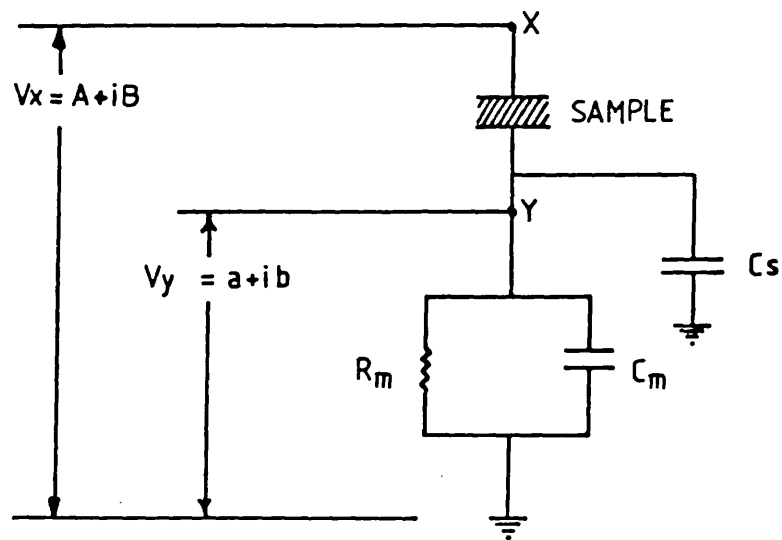 X
Vx = A+iB
SAMPLE
Y
Vy = a+ib
Cs
Rm
Cm